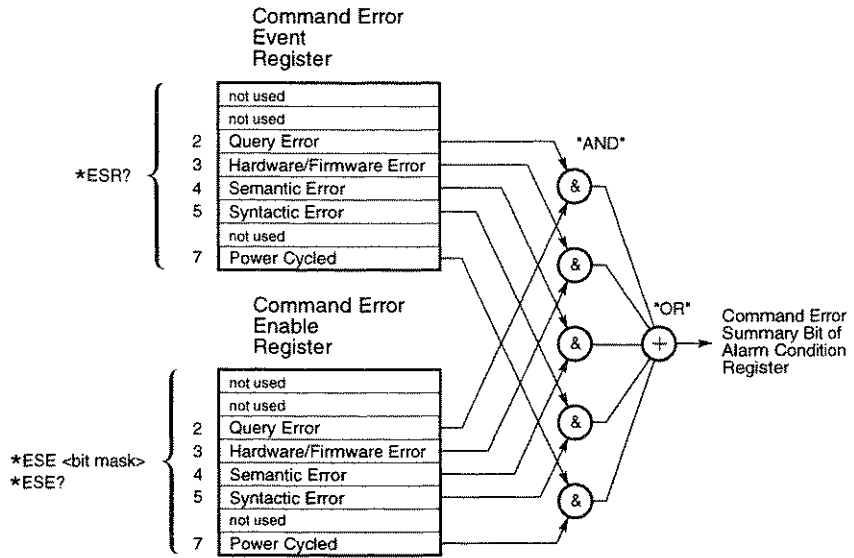 Command Error
Event
Register
not used
not used
2 Query Error
3 Hardware/Firmware Error
4 Semantic Error
5 Syntactic Error
not used
7 Power Cycled
*ESR?
"AND"
&
&
&
&
&
"OR"
+
Command Error
Summary Bit of
Alarm Condition
Register
Command Error
Enable
Register
not used
not used
2 Query Error
3 Hardware/Firmware Error
4 Semantic Error
5 Syntactic Error
not used
7 Power Cycled
*ESE <bit mask>
*ESE?